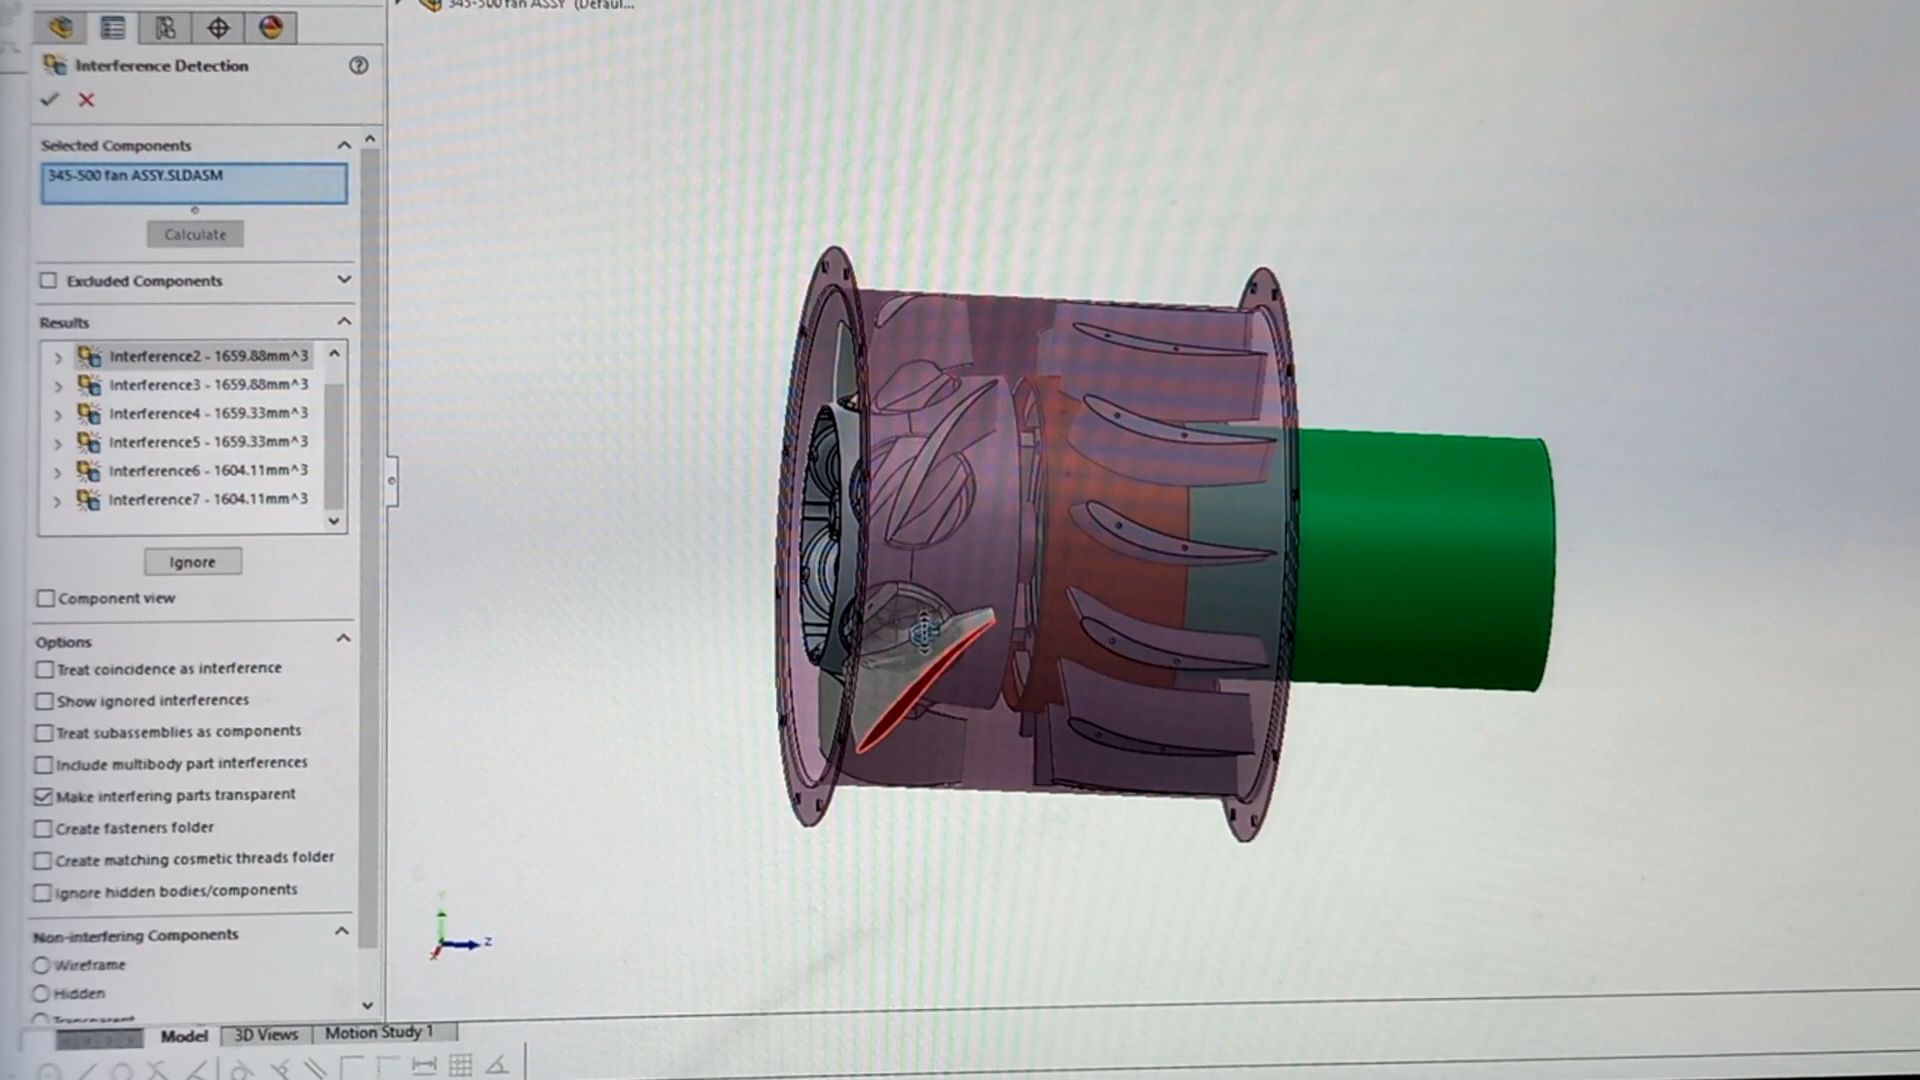 345-500 fan ASSY (Defaul...
Interference Detection
Selected Components
345-500 fan ASSY.SLDASM
Calculate
Excluded Components
Results
Interference2 - 1659.88mm^3
Interference3 - 1659.88mm^3
Interference4 - 1659.33mm^3
Interference5 - 1659.33mm^3
Interference6 - 1604.11mm^3
Interference7 - 1604.11mm^3
Ignore
Component view
Options
Treat coincidence as interference
Show ignored interferences
Treat subassemblies as components
Include multibody part interferences
Make interfering parts transparent
Create fasteners folder
Create matching cosmetic threads folder
Ignore hidden bodies/components
Non-interfering Components
Wireframe
Hidden
Transparent
Z
Model
3D Views
Motion Study 1